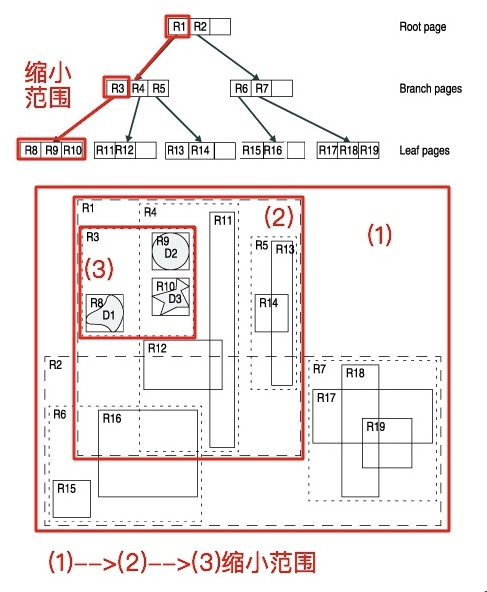 R1 R2 Root page
缩小
范围
R3 R4 R5 R6 R7 Branch pages
R8 R9 R10 R11 R12 R13 R14 R15 R16 R17 R18 R19 Leaf pages
R1 R4 R11 (2) (1)
R3 R9 R5 R13
D2
(3)
R10
D3
R8 R14
D1
R12
R2 R7 R18
R17
R6 R16 R19
R15
(1)-->(2)-->(3)缩小范围